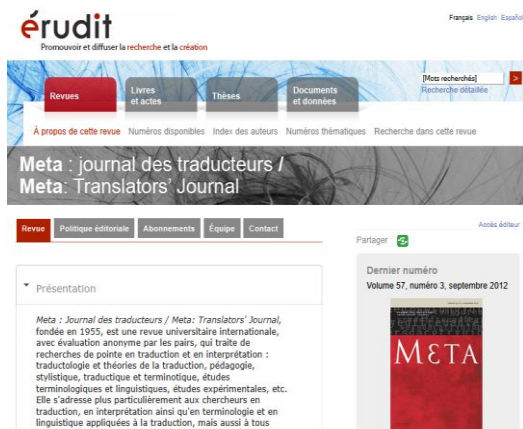 érudit
Promouvoir et diffuser la recherche et la création
Français English Español
Revues
Livres et actes
Thèses
Documents et données
[Mots recherchés] >
Recherche détaillée
À propos de cette revue Numéros disponibles Index des auteurs Numéros thématiques Recherche dans cette revue
Meta : journal des traducteurs /
Meta: Translators' Journal
Revue Politique éditoriale Abonnements Équipe Contact
Accès éditeur
Partager
Présentation
Meta : Journal des traducteurs / Meta: Translators' Journal,
fondée en 1955, est une revue universitaire internationale,
avec évaluation anonyme par les pairs, qui traite de
recherches de pointe en traduction et en interprétation :
traductologie et théories de la traduction, pédagogie,
stylistique, traductique et terminotique, études
terminologiques et linguistiques, études expérimentales, etc.
Elle s'adresse plus particulièrement aux chercheurs en
traduction, en interprétation ainsi qu'en terminologie et en
linguistique appliquées à la traduction, mais aussi à tous
Dernier numéro
Volume 57, numéro 3, septembre 2012
META